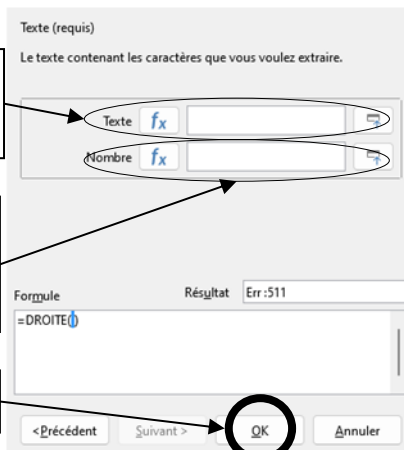 Texte (requis)
Le texte contenant les caractères que vous voulez extraire.
Texte fx
Nombre fx
Formule Résultat Err :511
=DROITE()
<Précédent Suivant > OK Annuler